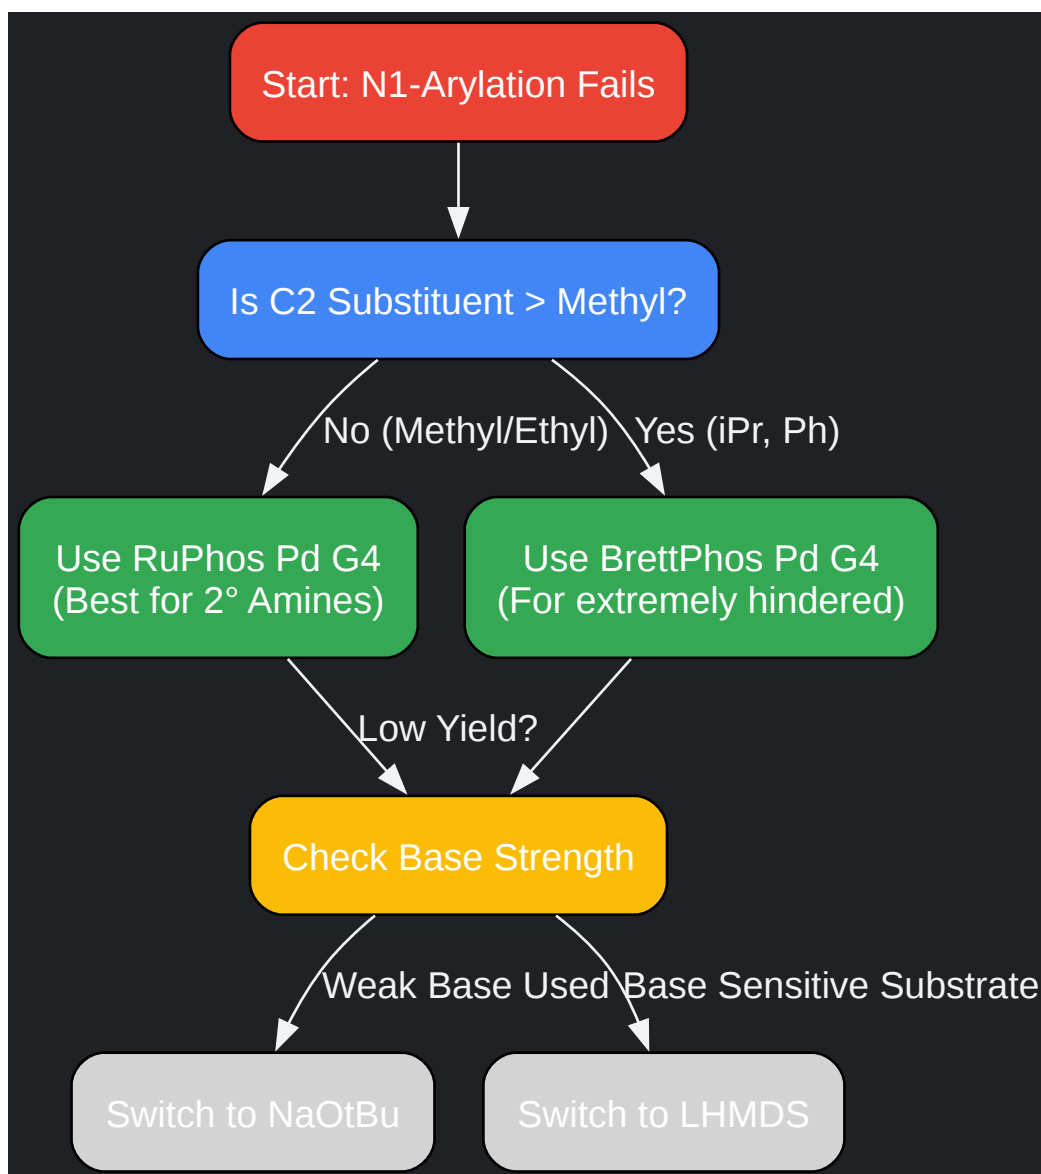 Start: N1-Arylation Fails
Is C2 Substituent > Methyl?
No (Methyl/Ethyl)
Yes (iPr, Ph)
Use RuPhos Pd G4
(Best for 2° Amines)
Use BrettPhos Pd G4
(For extremely hindered)
Low Yield?
Check Base Strength
Weak Base Used
Base Sensitive Substrate
Switch to NaOtBu
Switch to LHMDS